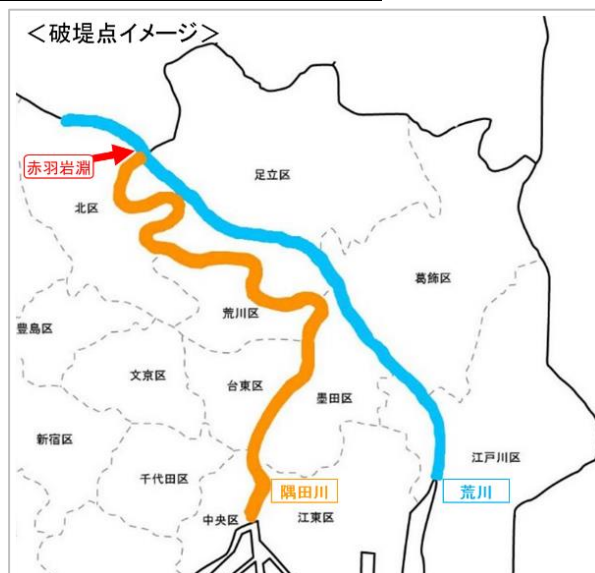 ＜破堤点イメージ＞
赤羽岩淵
足立区
北区
葛飾区
荒川区
豊島区
文京区
台東区
墨田区
新宿区
江戸川区
千代田区
隅田川
荒川
中央区
江東区